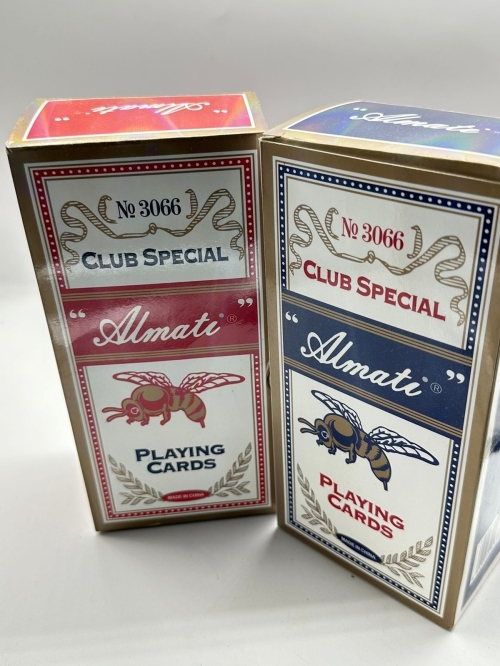 "Almati"
No 3066
CLUB SPECIAL
"Almati"®
PLAYING
CARDS
MADE IN CHINA
"Almati"
No 3066
CLUB SPECIAL
"Almati"®
PLAYING
CARDS
MADE IN CHINA